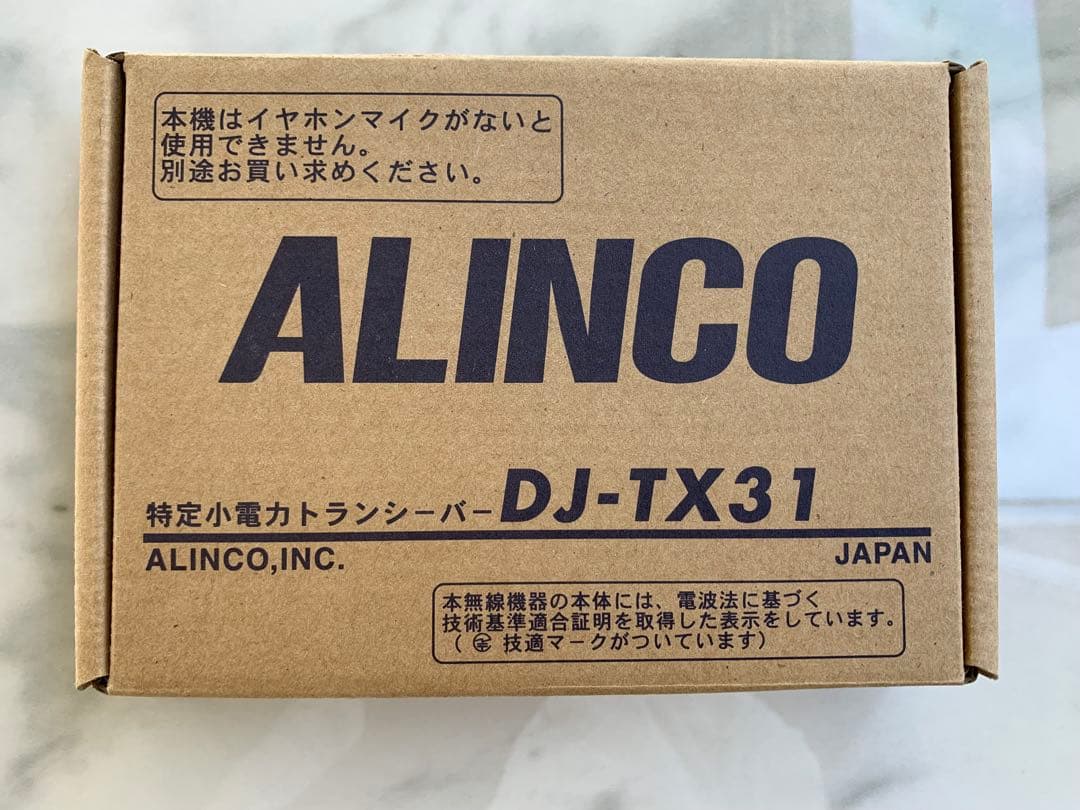 本機はイヤホンマイクがないと
使用できません。
別途お買い求めください。
ALINCO
特定小電力トランシーバー DJ-TX31
ALINCO,INC. JAPAN
本無線機器の本体には、電波法に基づく
技術基準適合証明を取得した表示をしています。
( 技適マークがついています)